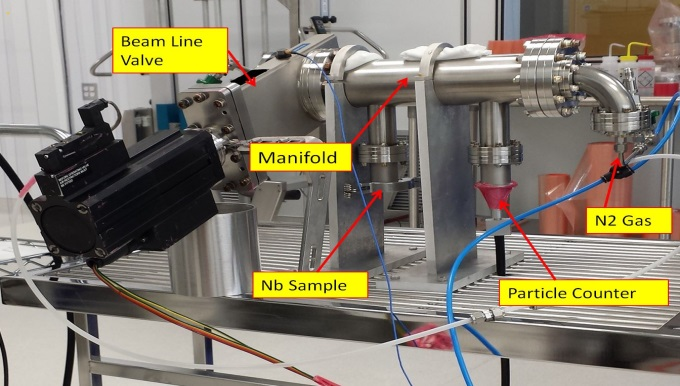 Beam Line
Valve
Manifold
N2 Gas
Nb Sample
Particle Counter